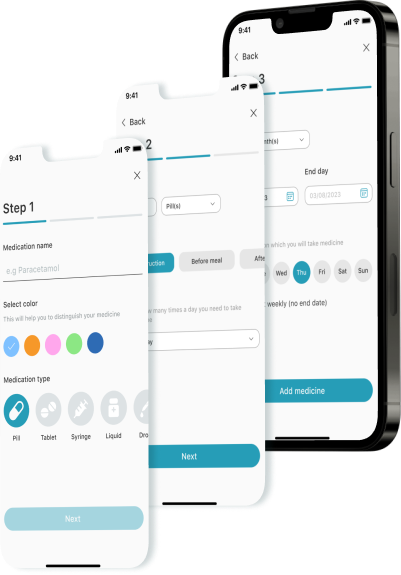 9:41
Step 1
Medication name
e.g Paracetamol
Select color
This will help you to distinguish your medicine
Medication type
Pill
Tablet
Syringe
Liquid
Dro
Next
9:41
Back
2
Pill(s)
Before meal
Afte
many times a day you need to take
Next
9:41
Back
3
End day
3
01/08/2023
on which you will take medicine
Wed
Thu
Fri
Sat
Sun
weekly (no end date)
Add medicine